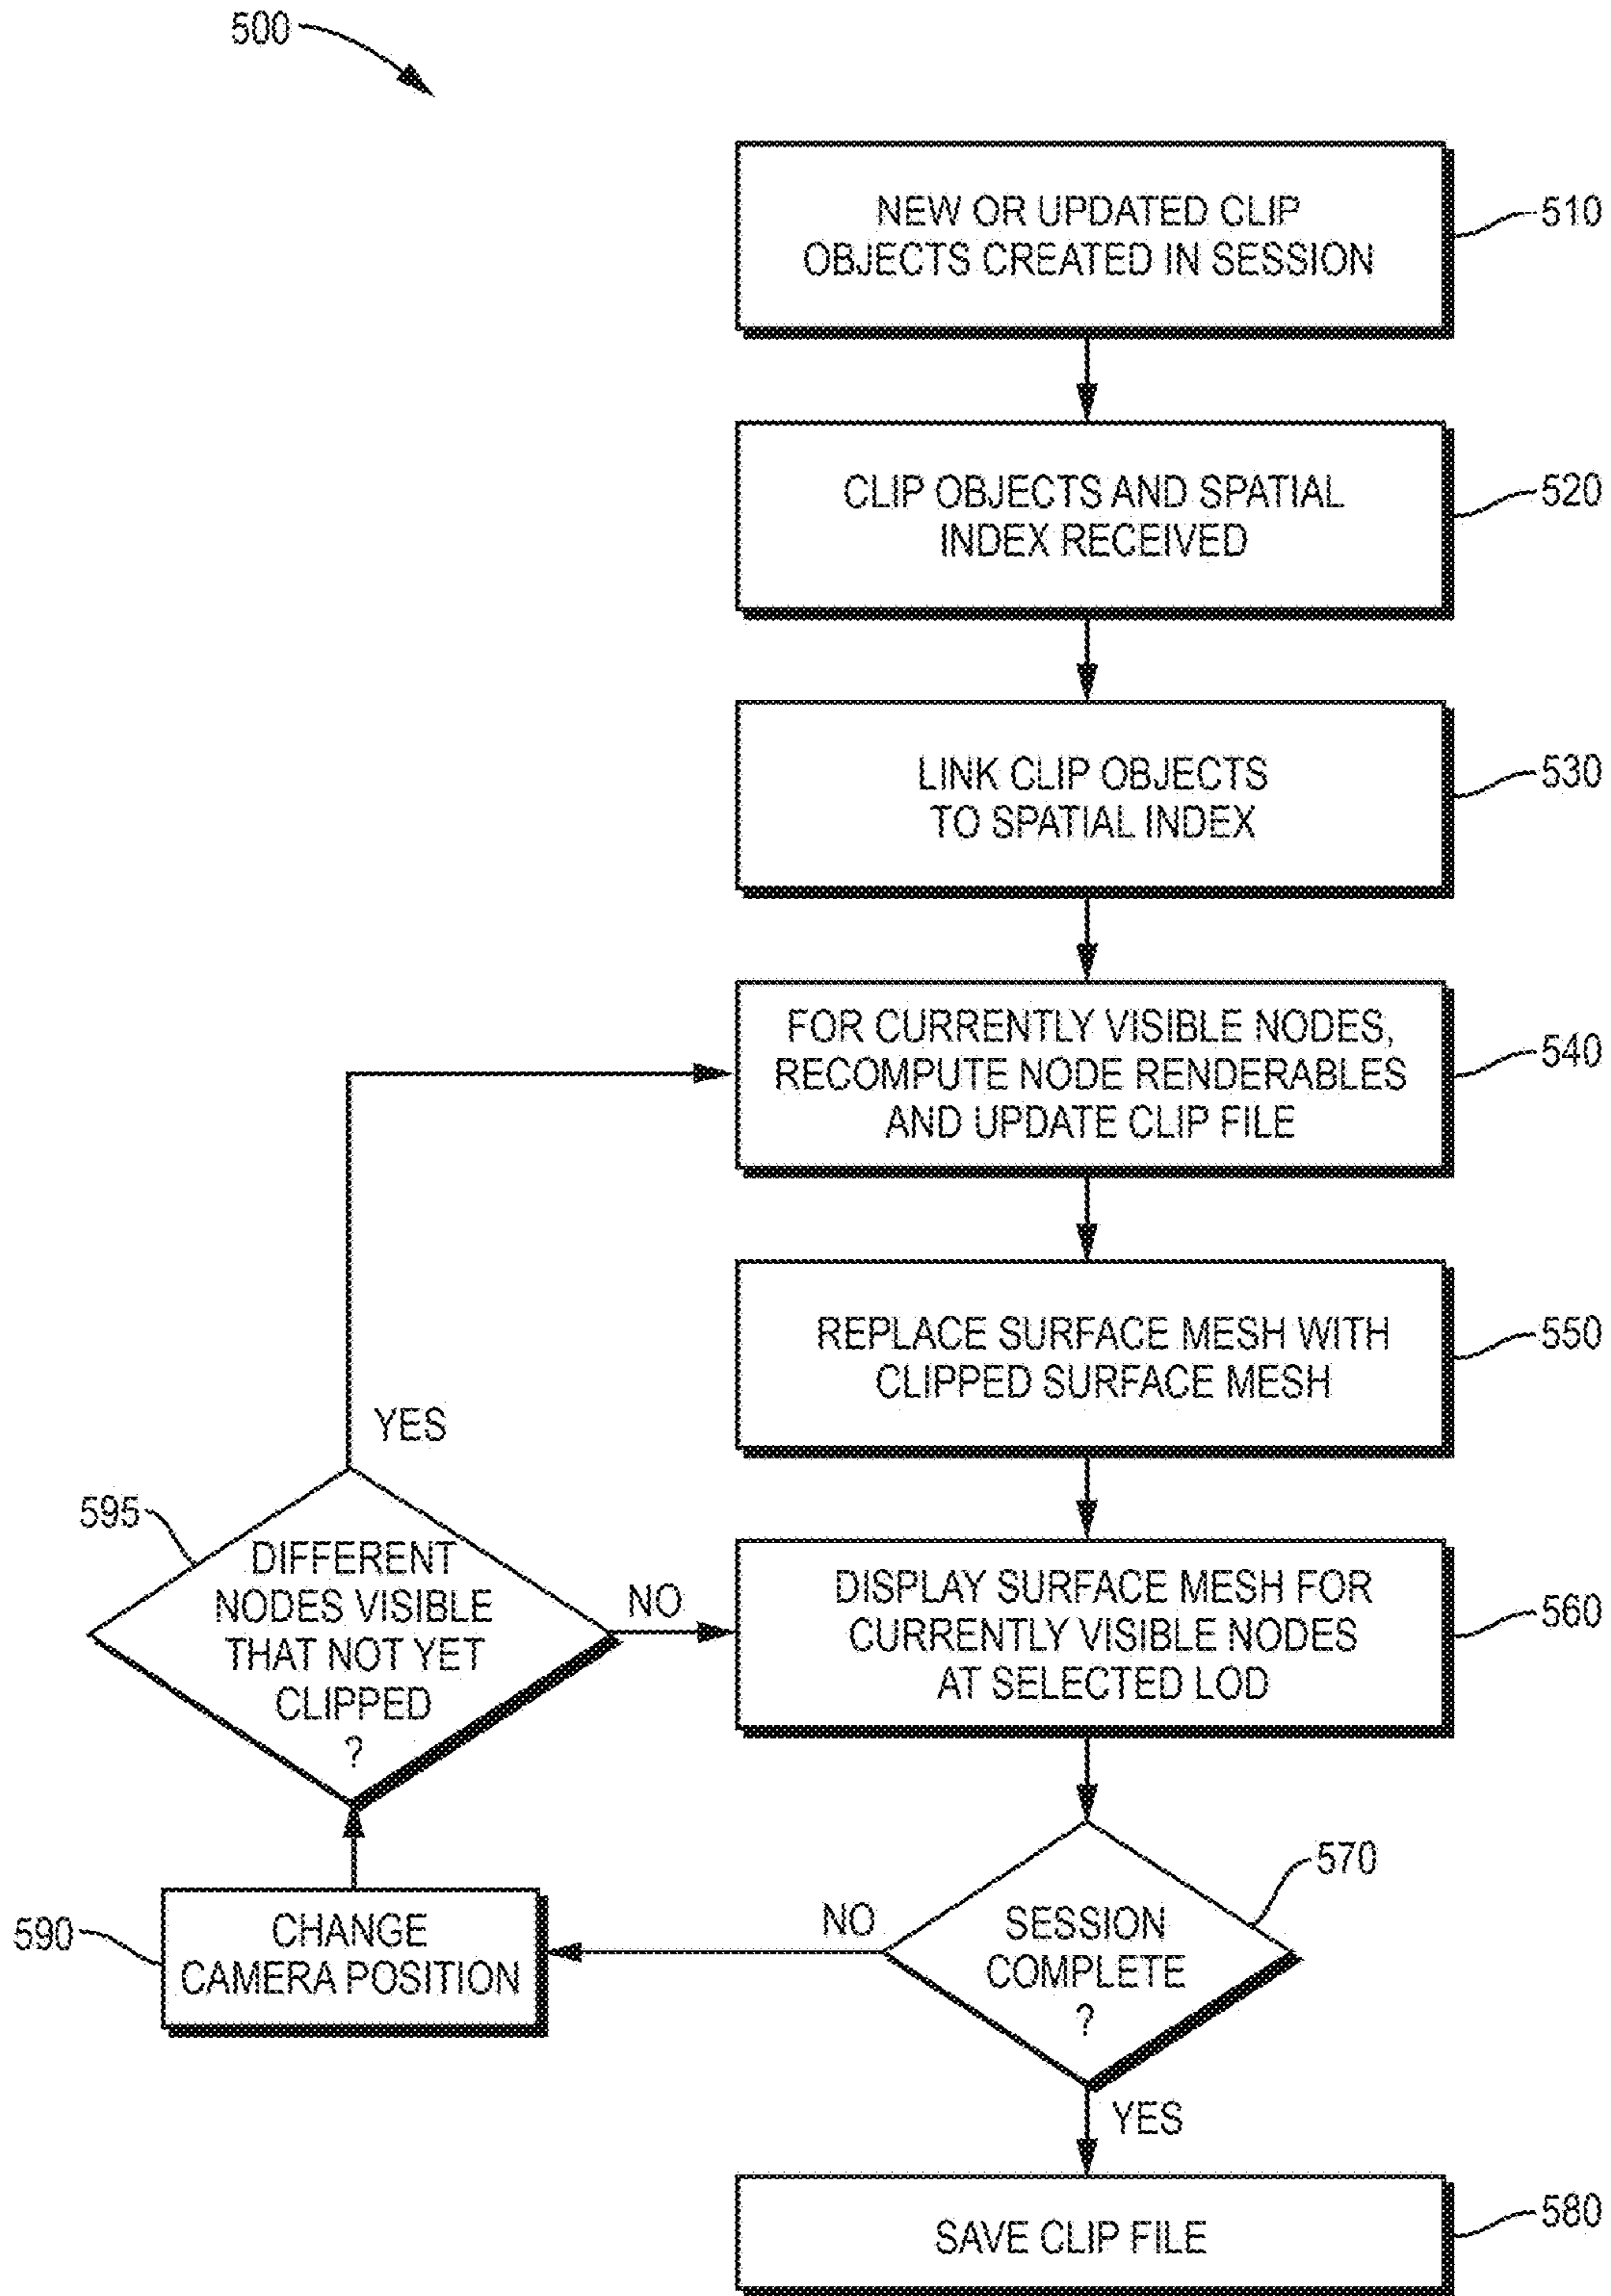 500
NEW OR UPDATED CLIP
OBJECTS CREATED IN SESSION
510
CLIP OBJECTS AND SPATIAL
INDEX RECEIVED
520
LINK CLIP OBJECTS
TO SPATIAL INDEX
530
FOR CURRENTLY VISIBLE NODES,
RECOMPUTE NODE RENDERABLES
AND UPDATE CLIP FILE
540
REPLACE SURFACE MESH WITH
CLIPPED SURFACE MESH
550
YES
595
DIFFERENT
NODES VISIBLE
THAT NOT YET
CLIPPED
?
NO
DISPLAY SURFACE MESH FOR
CURRENTLY VISIBLE NODES
AT SELECTED LOD
560
570
SESSION
COMPLETE
?
NO
590
CHANGE
CAMERA POSITION
YES
SAVE CLIP FILE
580